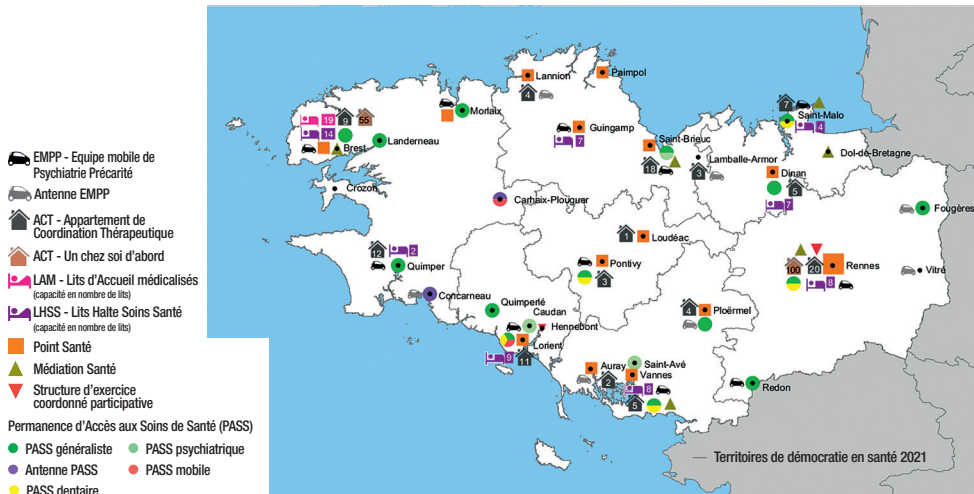 EMPP - Equipe mobile de
Psychiatrie Précarité
Antenne EMPP
ACT - Appartement de
Coordination Thérapeutique
ACT - Un chez soi d'abord
LAM - Lits d'Accueil médicalisés
(capacité en nombre de lits)
LHSS - Lits Halte Soins Santé
(capacité en nombre de lits)
Point Santé
Médiation Santé
Structure d'exercice
coordonné participative
Permanence d'Accès aux Soins de Santé (PASS)
PASS généraliste
PASS psychiatrique
Antenne PASS
PASS mobile
PASS dentaire
Lannion
4
Paimpol
19
9
55
14
Brest
Landerneau
Morlaix
Guingamp
7
Saint-Brieuc
18
Lamballe-Armor
3
7
Saint-Malo
4
Dol-de-Bretagne
Dinan
5
7
Fougères
Crozon
Carhaix-Plouguer
1
Loudéac
12
2
Quimper
Pontivy
3
100
20
Rennes
8
Vitré
Concarneau
Quimperlé
Caudan
Hennebont
Lorient
9
11
4
Ploërmel
Auray
2
Saint-Avé
Vannes
8
5
Redon
Territoires de démocratie en santé 2021